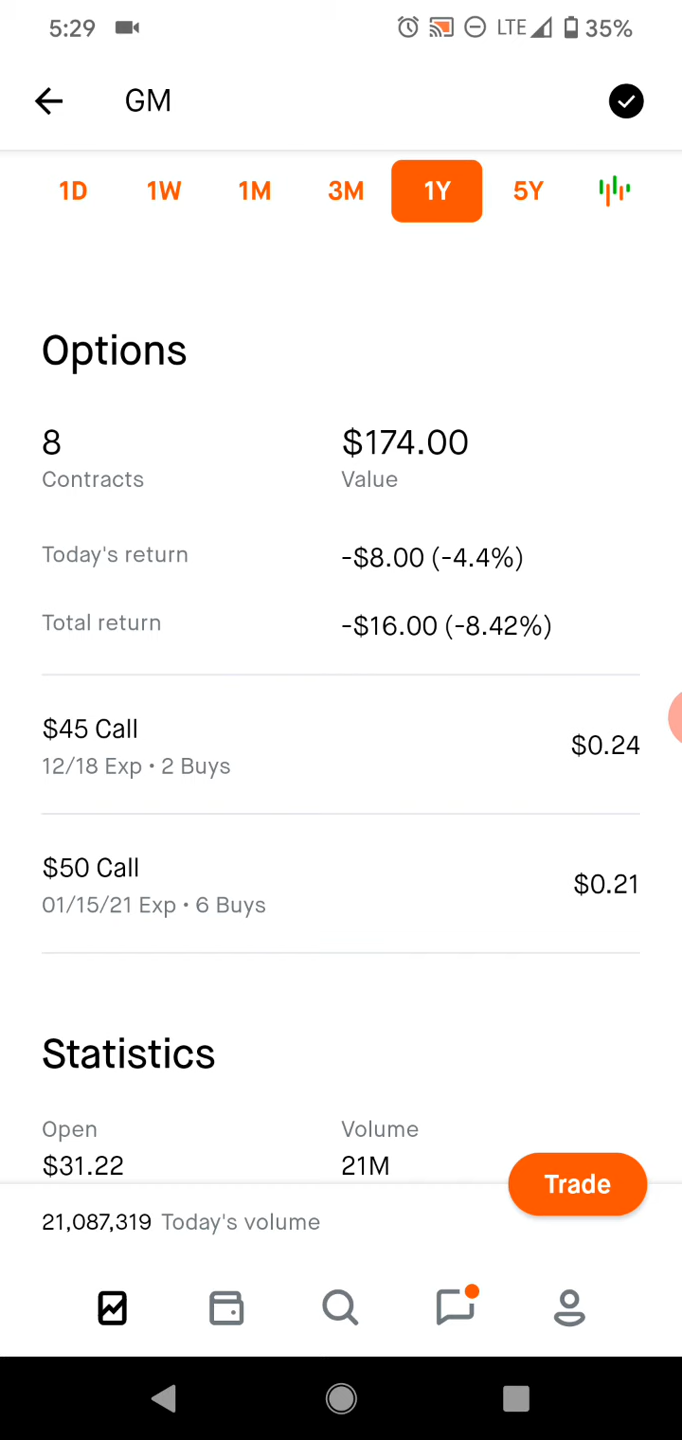 5:29 LTE 35%
GM
1D 1W 1M 3M 1Y 5Y
Options
8 $174.00
Contracts Value
Today's return -$8.00 (-4.4%)
Total return -$16.00 (-8.42%)
$45 Call
12/18 Exp • 2 Buys $0.24
$50 Call
01/15/21 Exp • 6 Buys $0.21
Statistics
Open Volume
$31.22 21M
Trade
21,087,319 Today's volume